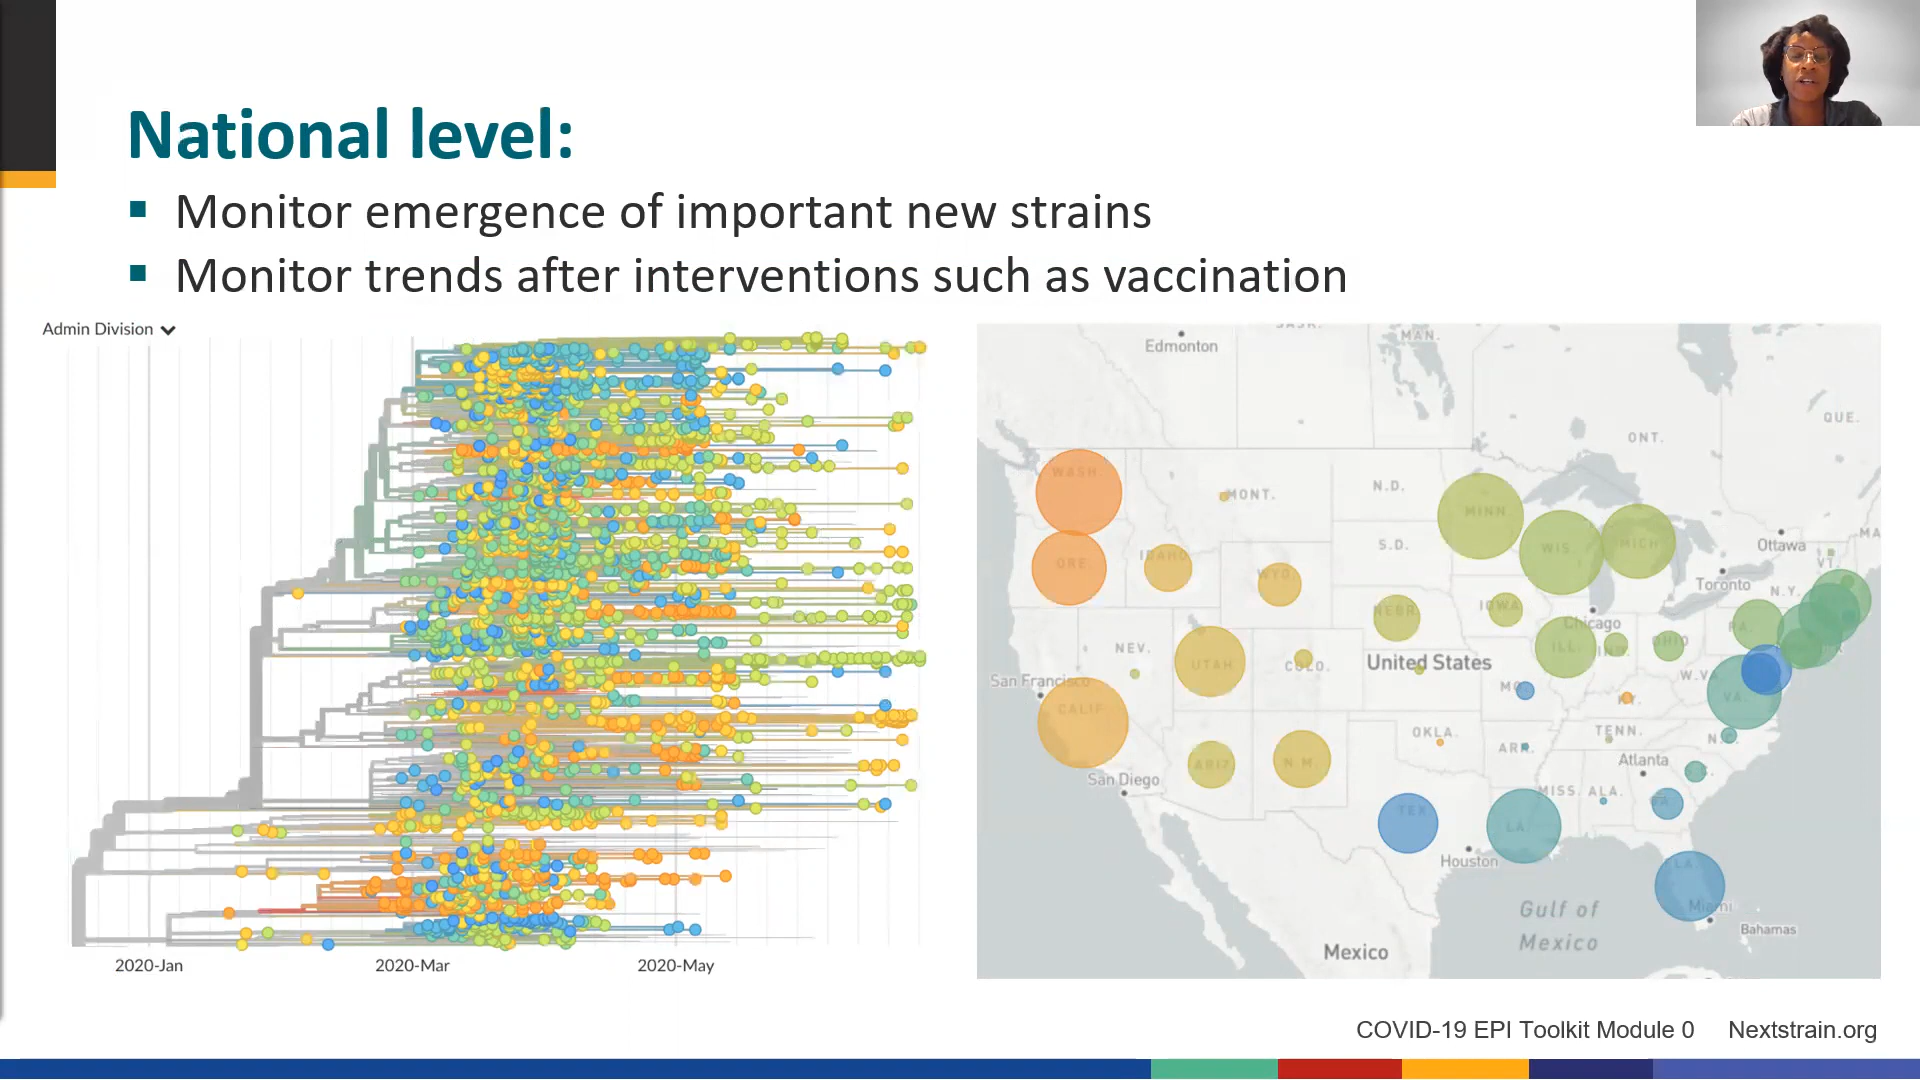 National level:
Monitor emergence of important new strains
Monitor trends after interventions such as vaccination
Admin Division
2020-Jan
2020-Mar
2020-May
Edmonton
SASK.
MAN.
ONT.
QUE.
WASH.
MONT.
N.D.
MINN
Ottawa
MA
ORE.
IDAHO
S.D.
WIS.
MICH
VT.
Toronto
N.Y.
WYO.
NEBR
IOWA
Chicago
PA.
NEV.
UTAH
COLO.
United States
ILL.
IND.
OHIO
W.VA
San Francisco
MO.
KY.
VA.
CALIF
OKLA.
ARK.
TENN.
N.C.
San Diego
ARIZ
N.M.
Atlanta
S.C.
MISS.
ALA.
GA.
TEX
LA.
Houston
FLA.
Miami
Gulf of
Mexico
Bahamas
Mexico
COVID-19 EPI Toolkit Module 0
Nextstrain.org